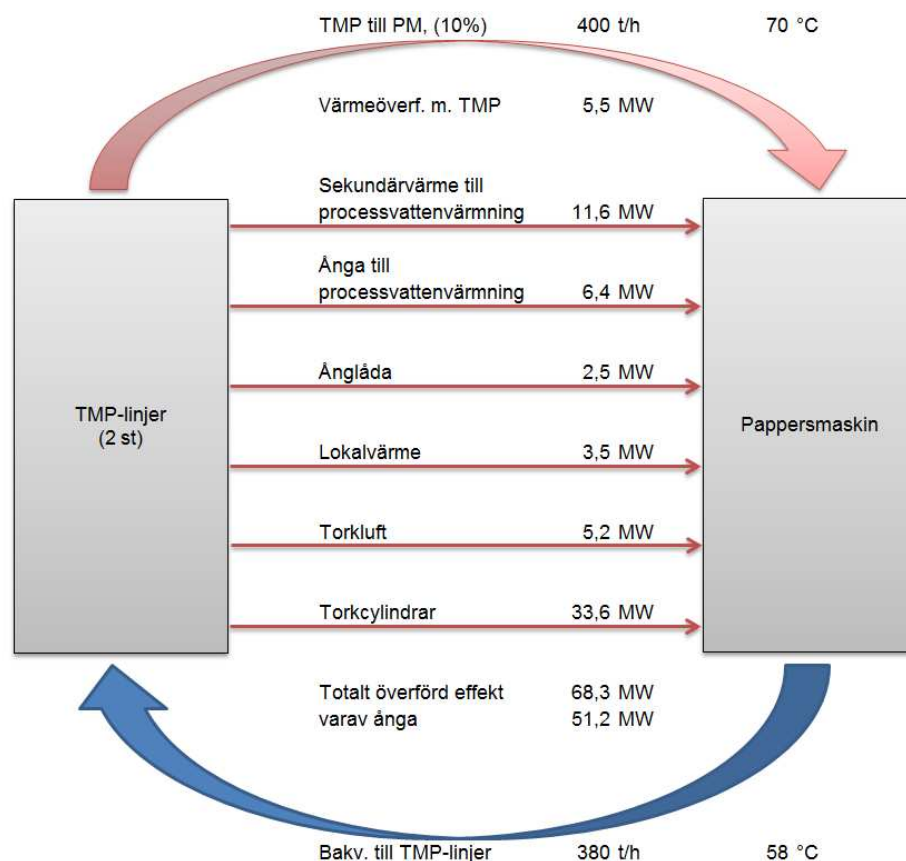 TMP till PM, (10%) 400 t/h 70 °C
Värmeöverf. m. TMP 5,5 MW
Sekundärvärme till
processvattenvärmning 11,6 MW
Ånga till
processvattenvärmning 6,4 MW
Ånglåda 2,5 MW
TMP-linjer
(2 st)
Pappersmaskin
Lokalvärme 3,5 MW
Torkluft 5,2 MW
Torkcylindrar 33,6 MW
Totalt överförd effekt 68,3 MW
varav ånga 51,2 MW
Bakv. till TMP-linjer 380 t/h 58 °C